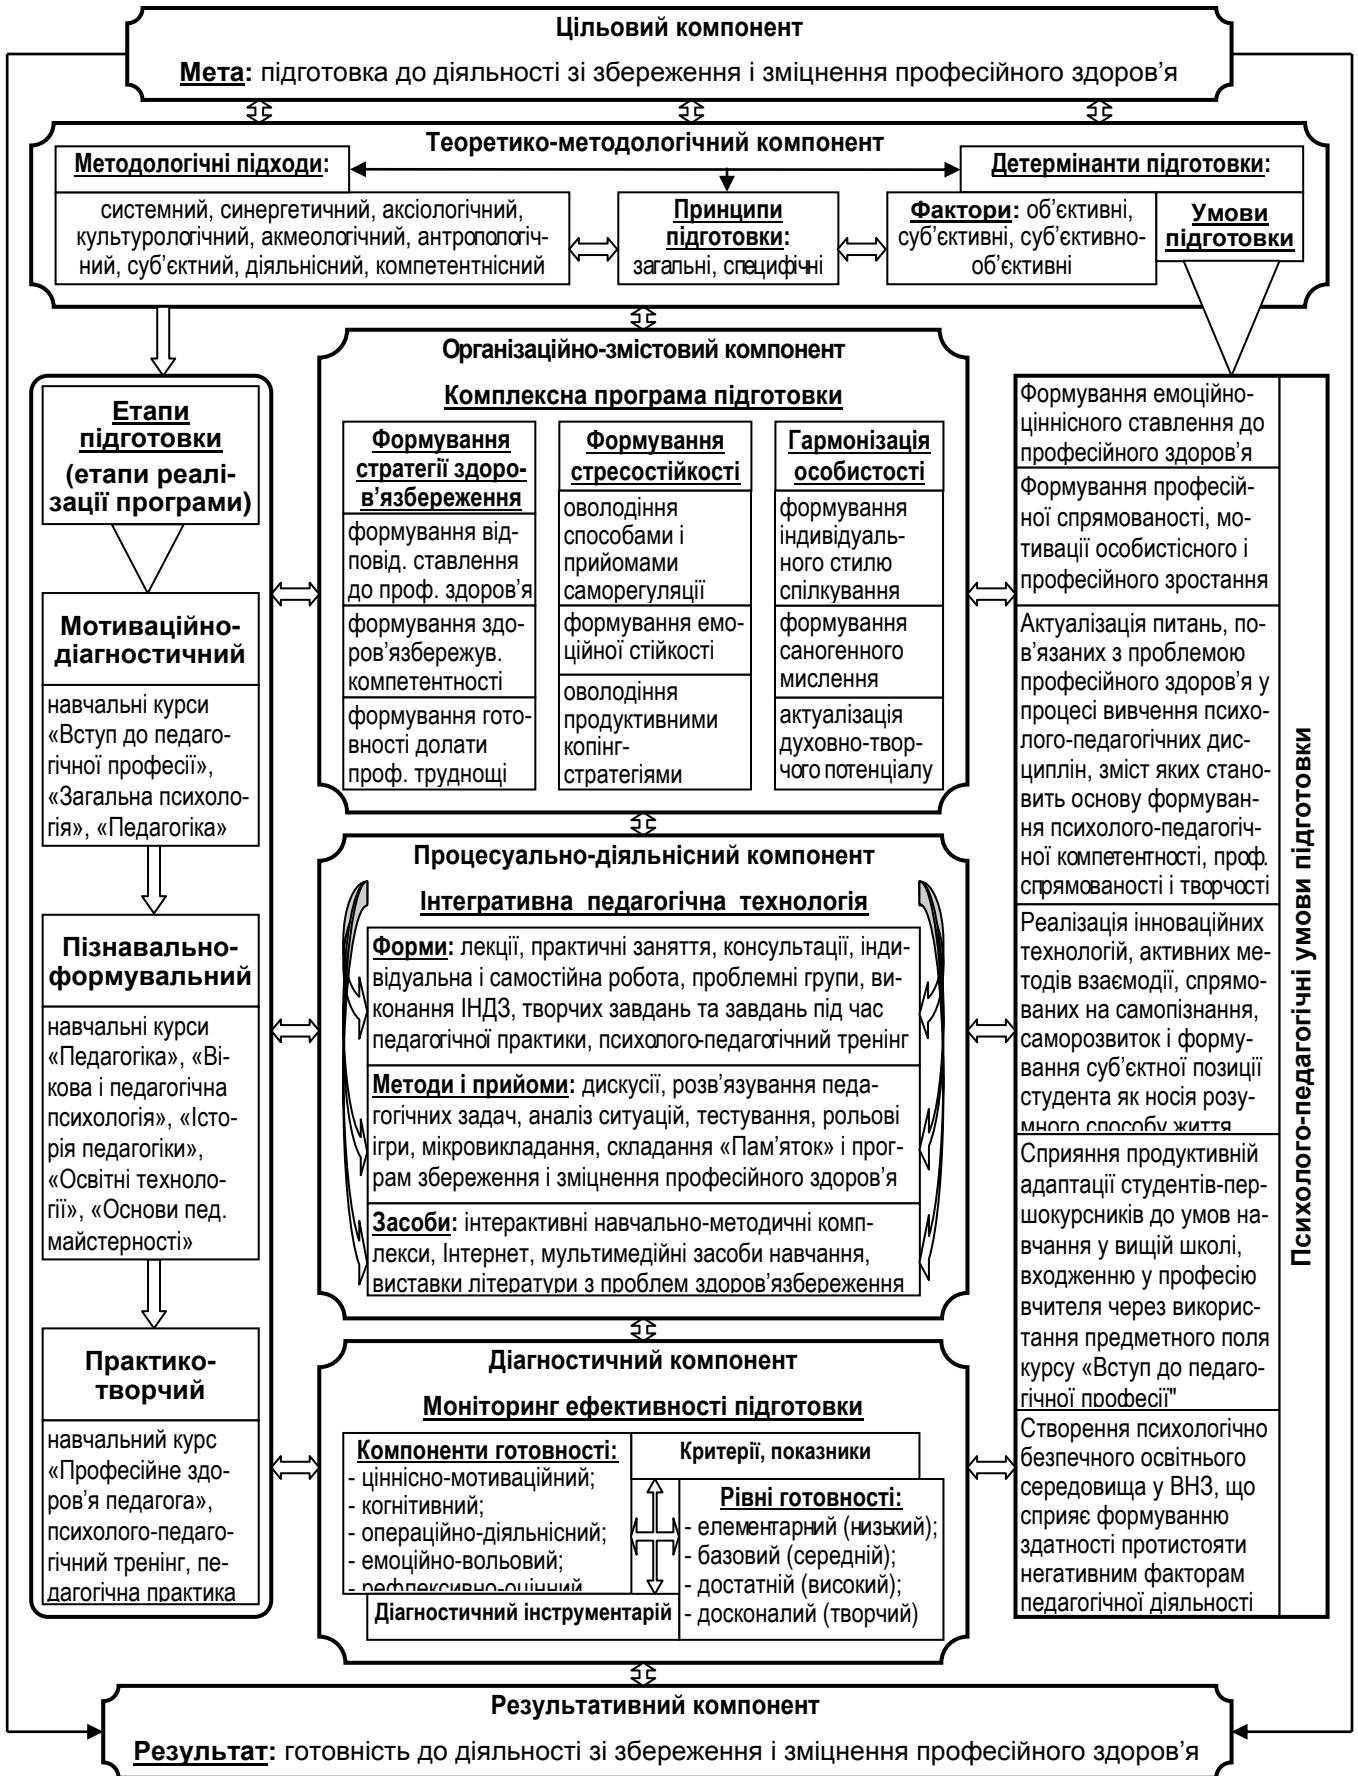 Цільовий компонент
Мета: підготовка до діяльності зі збереження і зміцнення професійного здоров’я
Теоретико-методологічний компонент
Методологічні підходи:
системний, синергетичний, аксіологічний,
культурологічний, акмеологічний, антропологіч-
ний, суб’єктний, діяльнісний, компетентнісний
Принципи
підготовки:
загальні, специфічні
Детермінанти підготовки:
Фактори: об’єктивні,
суб’єктивні, суб’єктивно-
об’єктивні
Умови
підготовки
Етапи
підготовки
(етапи реалі-
зації програми)
Мотиваційно-
діагностичний
навчальні курси
«Вступ до педаго-
гічної професії»,
«Загальна психоло-
гія», «Педагогіка»
Пізнавально-
формувальний
навчальні курси
«Педагогіка», «Ві-
кова і педагогічна
психологія», «Істо-
рія педагогіки»,
«Освітні техноло-
гії», «Основи пед.
майстерності»
Практико-
творчий
навчальний курс
«Професійне здо-
ров’я педагога»,
психолого-педаго-
гічний тренінг, пе-
дагогічна практика
Організаційно-змістовий компонент
Комплексна програма підготовки
Формування
стратегії здоро-
в’язбереження
формування від-
повід. ставлення
до проф. здоров’я
формування здо-
ров’язбережув.
компетентності
формування гото-
вності долати
проф. труднощі
Формування
стресостійкості
оволодіння
способами і
прийомами
саморегуляції
формування емо-
ційної стійкості
оволодіння
продуктивними
копінг-
стратегіями
Гармонізація
особистості
формування
індивідуаль-
ного стилю
спілкування
формування
саногенного
мислення
актуалізація
духовно-твор-
чого потенціалу
Процесуально-діяльнісний компонент
Інтегративна педагогічна технологія
Форми: лекції, практичні заняття, консультації, інди-
відуальна і самостійна робота, проблемні групи, ви-
конання ІНДЗ, творчих завдань та завдань під час
педагогічної практики, психолого-педагогічний тренінг
Методи і прийоми: дискусії, розв’язування педа-
гогічних задач, аналіз ситуацій, тестування, рольові
ігри, мікровикладання, складання «Пам’яток» і прог-
рам збереження і зміцнення професійного здоров’я
Засоби: інтерактивні навчально-методичні комп-
лекси, Інтернет, мультимедійні засоби навчання,
виставки літератури з проблем здоров’язбереження
Діагностичний компонент
Моніторинг ефективності підготовки
Компоненти готовності:
- ціннісно-мотиваційний;
- когнітивний;
- операційно-діяльнісний;
- емоційно-вольовий;
- рефлексивно-оцінний
Критерії, показники
Рівні готовності:
- елементарний (низький);
- базовий (середній);
- достатній (високий);
- досконалий (творчий)
Діагностичний інструментарій
Формування емоційно-
ціннісного ставлення до
професійного здоров’я
Формування професій-
ної спрямованості, мо-
тивації особистісного і
професійного зростання
Актуалізація питань, по-
в’язаних з проблемою
професійного здоров’я у
процесі вивчення психо-
лого-педагогічних дис-
циплін, зміст яких стано-
вить основу формуван-
ня психолого-педагогіч-
ної компетентності, проф.
спрямованості і творчості
Реалізація інноваційних
технологій, активних ме-
тодів взаємодії, спрямо-
ваних на самопізнання,
саморозвиток і форму-
вання суб’єктної позиції
студента як носія розу-
много способу життя
Сприяння продуктивній
адаптації студентів-пер-
шокурсників до умов на-
вчання у вищій школі,
входженню у професію
вчителя через викорис-
тання предметного поля
курсу «Вступ до педаго-
гічної професії"
Створення психологічно
безпечного освітнього
середовища у ВНЗ, що
сприяє формуванню
здатності протистояти
негативним факторам
педагогічної діяльності
Психолого-педагогічні умови підготовки
Результативний компонент
Результат: готовність до діяльності зі збереження і зміцнення професійного здоров’я